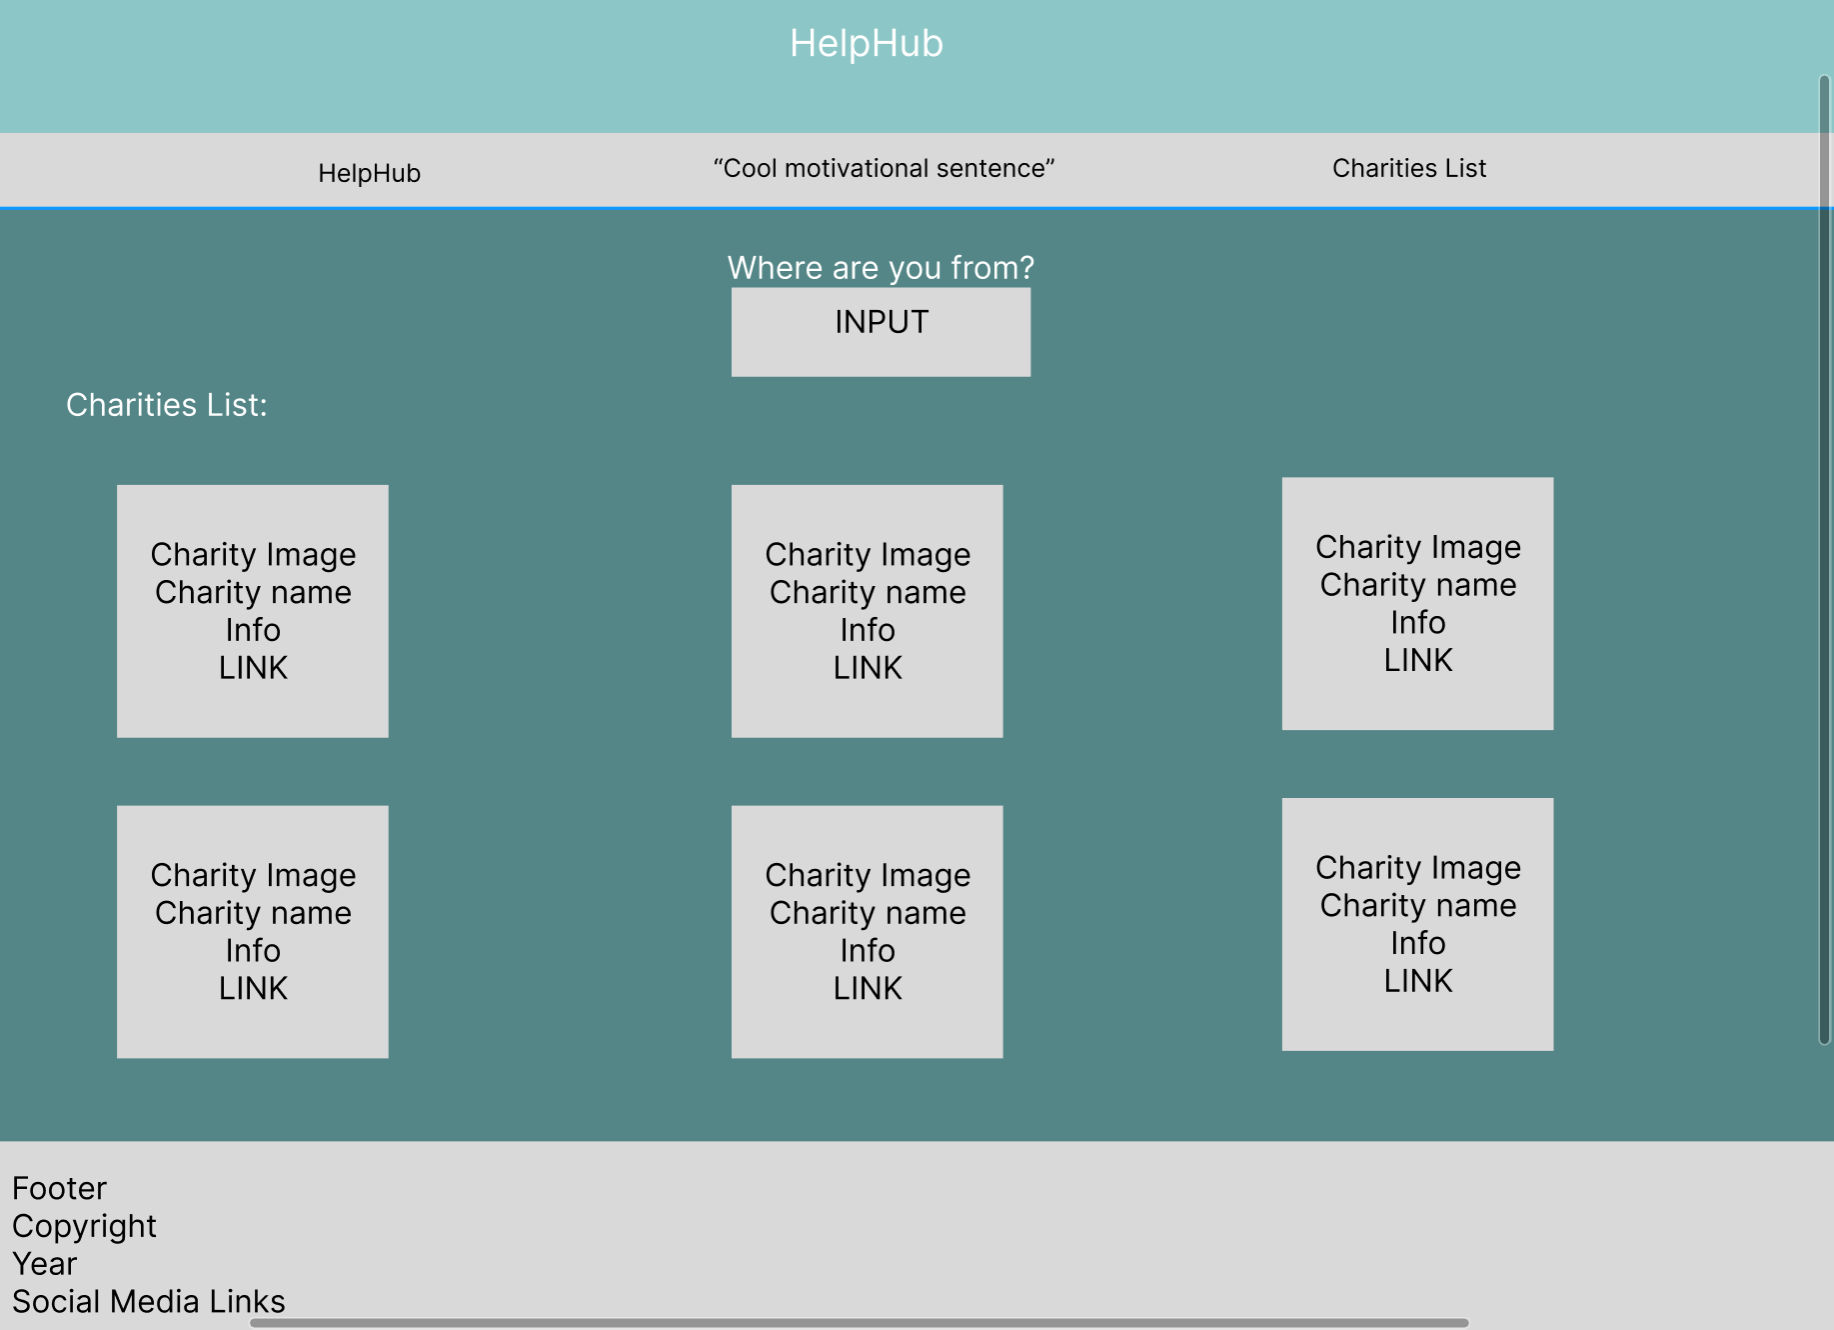 HelpHub
HelpHub
“Cool motivational sentence”
Charities List
Where are you from?
INPUT
Charities List:
Charity Image
Charity name
Info
LINK
Charity Image
Charity name
Info
LINK
Charity Image
Charity name
Info
LINK
Charity Image
Charity name
Info
LINK
Charity Image
Charity name
Info
LINK
Charity Image
Charity name
Info
LINK
Footer
Copyright
Year
Social Media Links